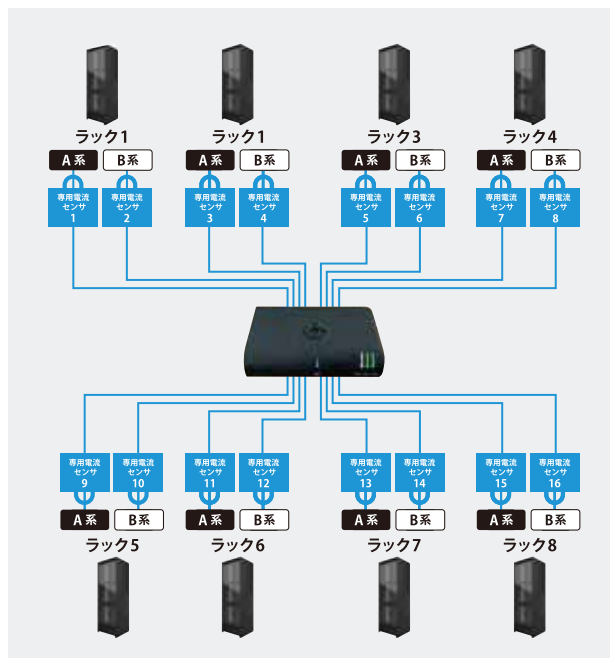 ラック1
ラック1
ラック3
ラック4
A系
B系
A系
B系
A系
B系
A系
B系
専用電流
センサ
1
専用電流
センサ
2
専用電流
センサ
3
専用電流
センサ
4
専用電流
センサ
5
専用電流
センサ
6
専用電流
センサ
7
専用電流
センサ
8
専用電流
センサ
9
専用電流
センサ
10
専用電流
センサ
11
専用電流
センサ
12
専用電流
センサ
13
専用電流
センサ
14
専用電流
センサ
15
専用電流
センサ
16
A系
B系
A系
B系
A系
B系
A系
B系
ラック5
ラック6
ラック7
ラック8